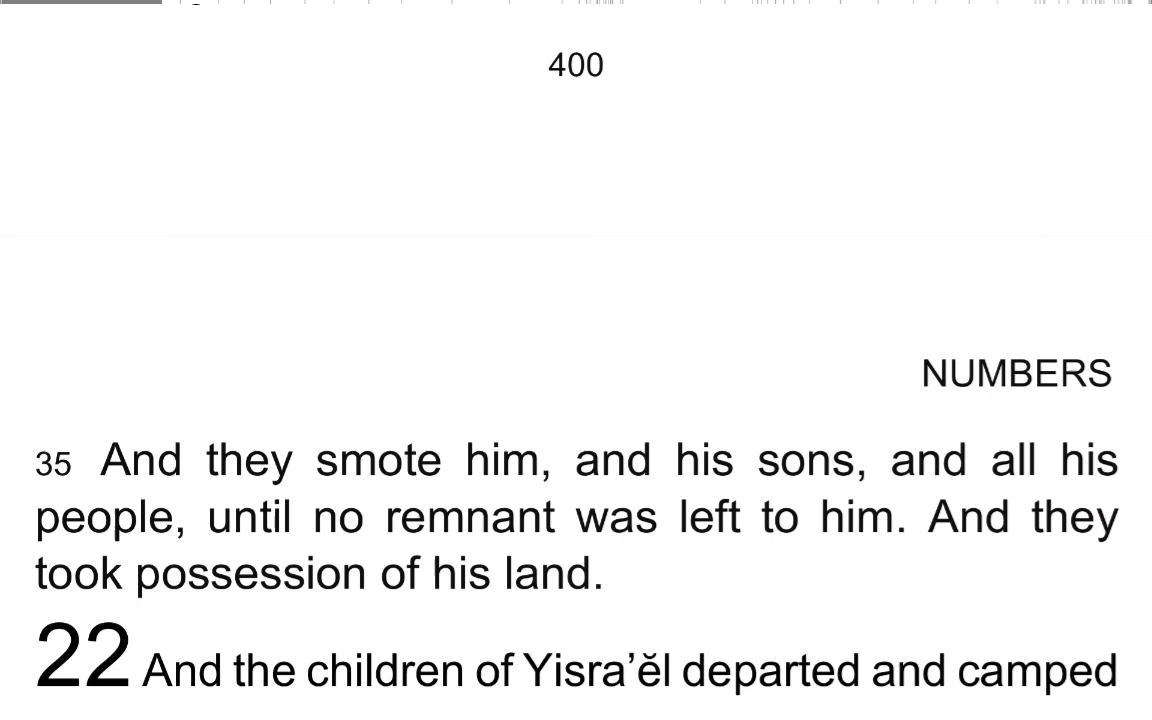 400
NUMBERS
35 And they smote him, and his sons, and all his
people, until no remnant was left to him. And they
took possession of his land.
22 And the children of Yisra’ĕl departed and camped